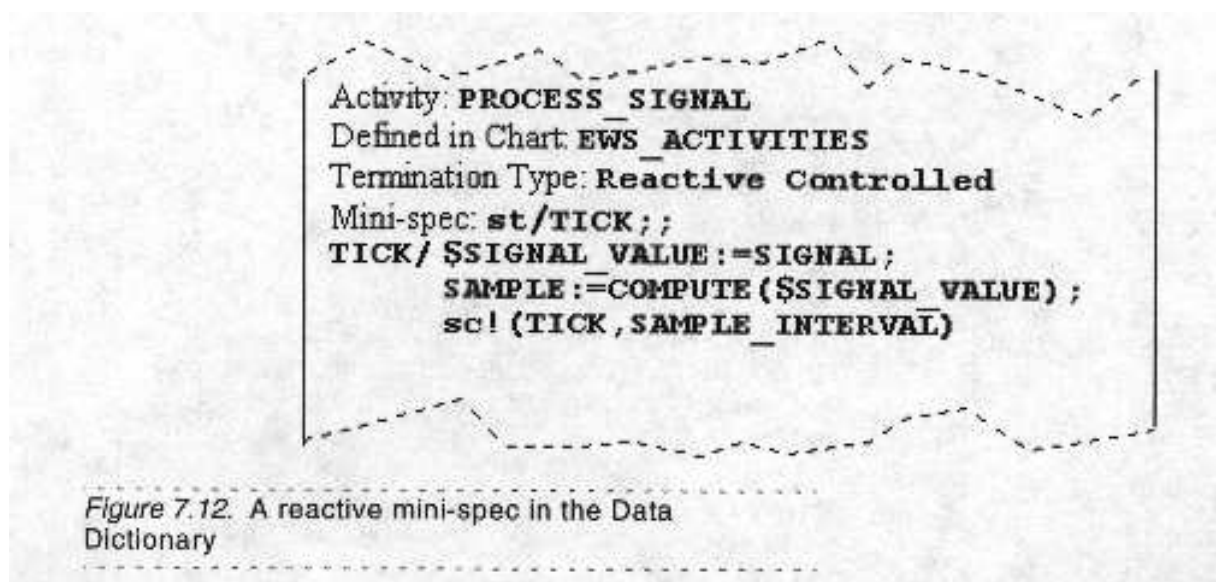 Activity: PROCESS_SIGNAL
Defined in Chart: EWS_ACTIVITIES
Termination Type: Reactive Controlled
Mini-spec: st/TICK;;
TICK/ $SIGNAL_VALUE:=SIGNAL;
SAMPLE:=COMPUTE($SIGNAL_VALUE);
sc!(TICK,SAMPLE_INTERVAL)
Figure 7.12. A reactive mini-spec in the Data
Dictionary